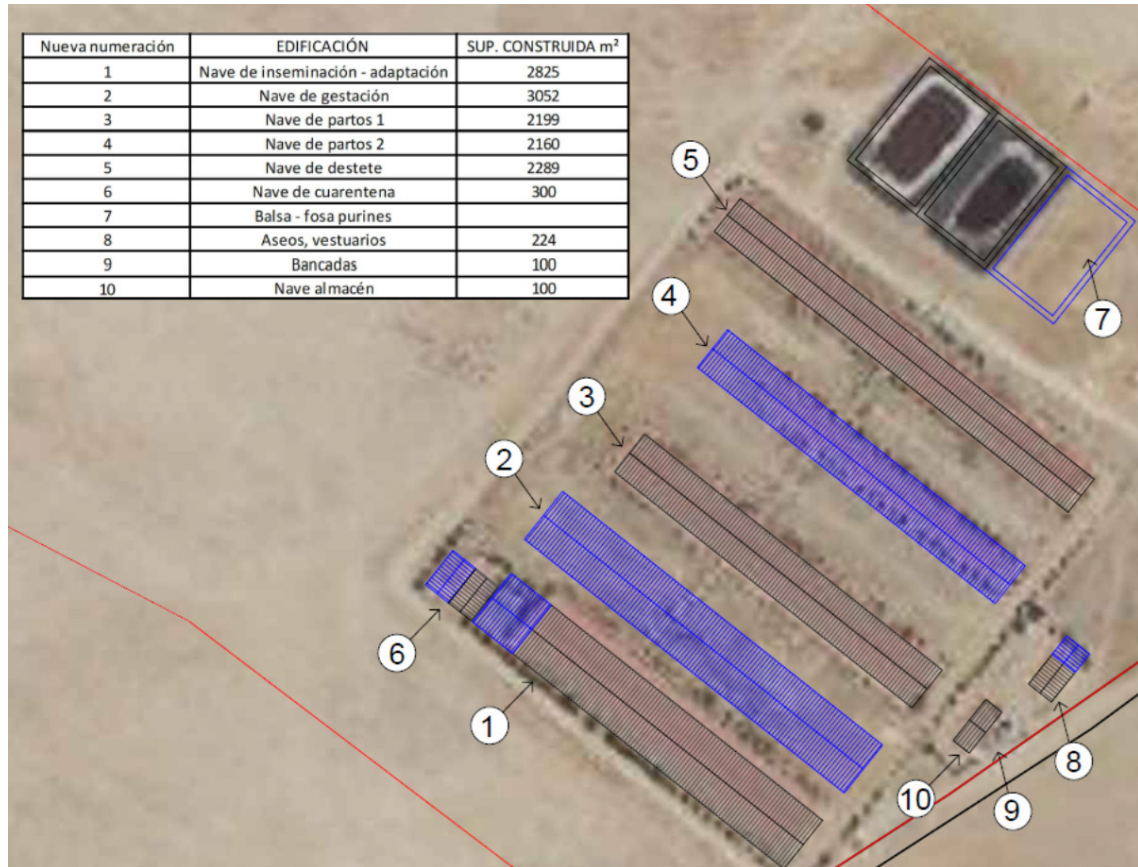 Nueva numeración EDIFICACIÓN SUP. CONSTRUIDA m²
1 Nave de inseminación - adaptación 2825
2 Nave de gestación 3052
3 Nave de partos 1 2199
4 Nave de partos 2 2160
5 Nave de destete 2289
6 Nave de cuarentena 300
7 Balsa - fosa purines
8 Aseos, vestuarios 224
9 Bancadas 100
10 Nave almacén 100
5
4
7
3
2
6
1
8
10
9